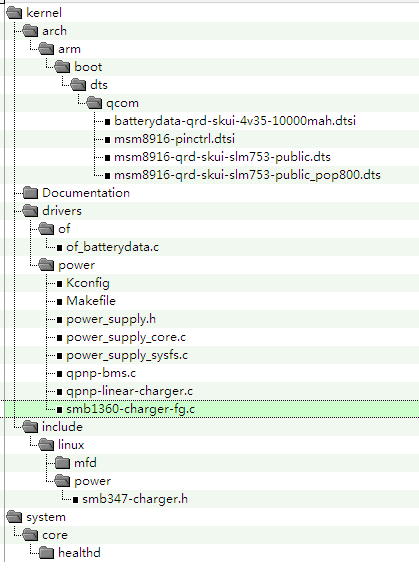 kernel
arch
arm
boot
dts
qcom
batterydata-qrd-skui-4v35-10000mah.dtsi
msm8916-pinctrl.dtsi
msm8916-qrd-skui-slm753-public.dts
msm8916-qrd-skui-slm753-public_pop800.dts
Documentation
drivers
of
of_batterydata.c
power
Kconfig
Makefile
power_supply.h
power_supply_core.c
power_supply_sysfs.c
qpnp-bms.c
qpnp-linear-charger.c
smb1360-charger-fg.c
include
linux
mfd
power
smb347-charger.h
system
core
healthd